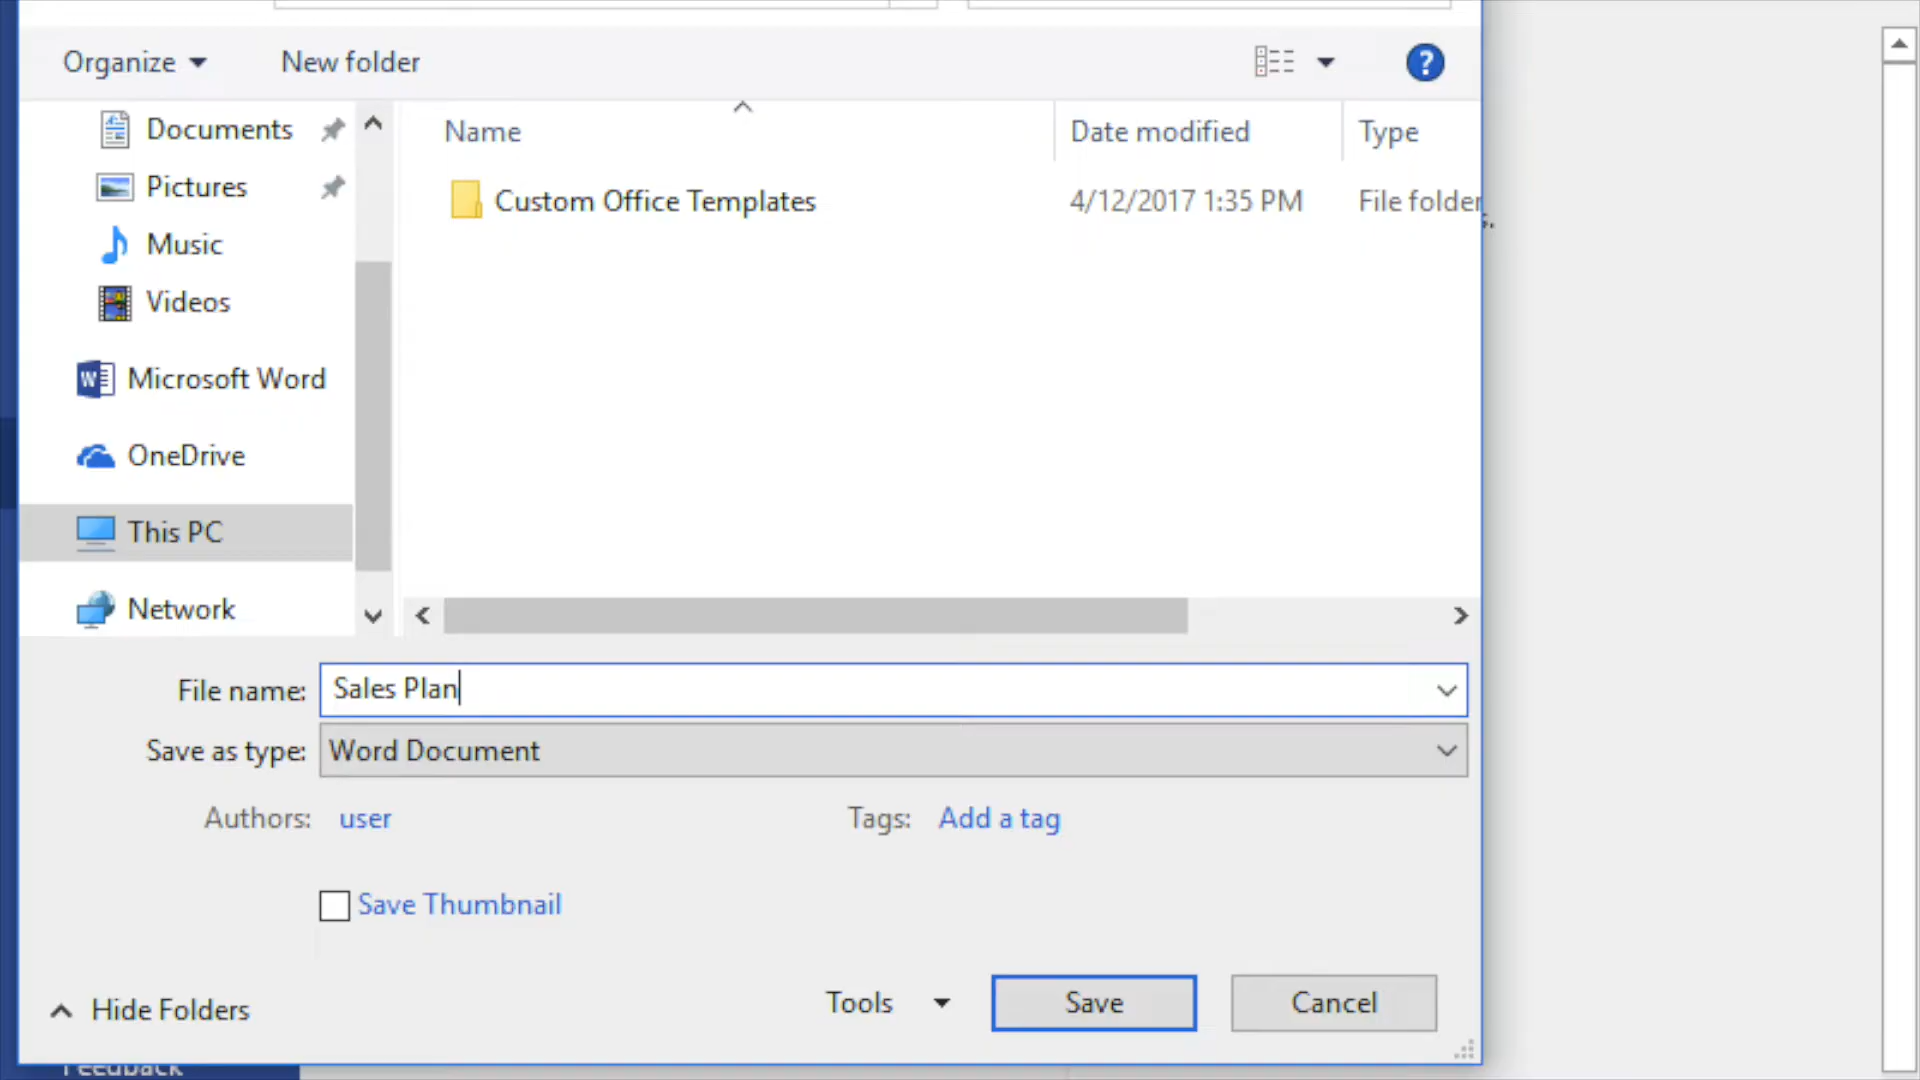 Organize New folder
Name Date modified Type
Documents
Custom Office Templates 4/12/2017 1:35 PM File folder
Pictures
Music
Videos
Microsoft Word
OneDrive
This PC
Network
File name: Sales Plan
Save as type: Word Document
Authors: user Tags: Add a tag
Save Thumbnail
Hide Folders Tools Save Cancel
Feedback